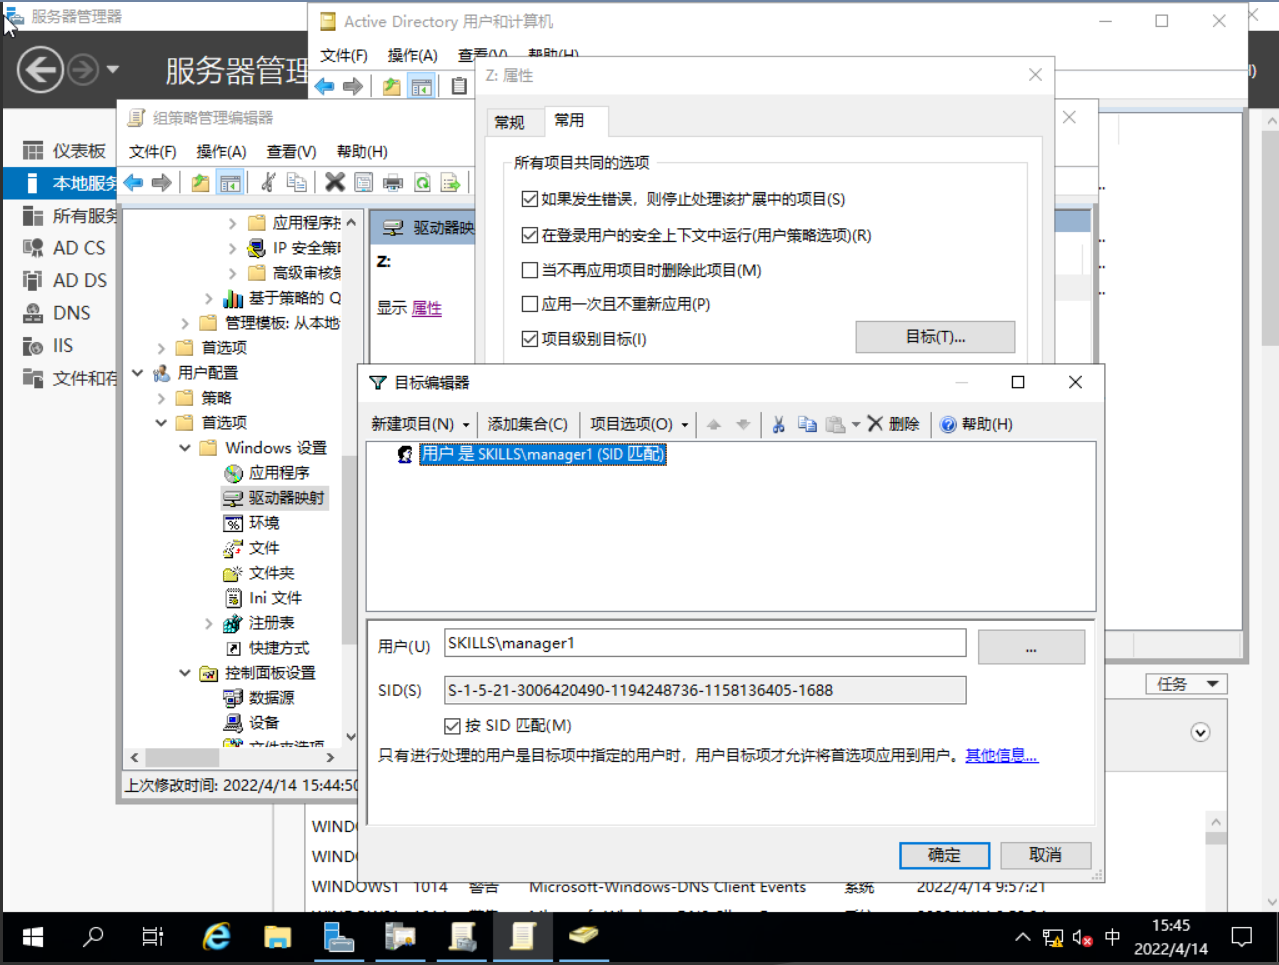 服务器管理器
Active Directory 用户和计算机
文件(F) 操作(A) 查看(V) 帮助(H)
服务器管理
Z: 属性
常规 常用
组策略管理编辑器
文件(F) 操作(A) 查看(V) 帮助(H)
仪表板
本地服务
所有服务
AD CS
AD DS
DNS
IIS
文件和存
应用程序控
IP 安全策略
高级审核策
基于策略的 Q
管理模板: 从本地
首选项
用户配置
策略
首选项
Windows 设置
应用程序
驱动器映射
环境
文件
文件夹
Ini 文件
注册表
快捷方式
控制面板设置
数据源
设备
文件夹选项
上次修改时间: 2022/4/14 15:44:50
驱动器映
Z:
显示 属性
所有项目共同的选项
如果发生错误，则停止处理该扩展中的项目(S)
在登录用户的安全上下文中运行(用户策略选项)(R)
当不再应用项目时删除此项目(M)
应用一次且不重新应用(P)
项目级别目标(I)
目标(T)...
目标编辑器
新建项目(N) 添加集合(C) 项目选项(O) 删除 帮助(H)
用户 是 SKILLS\manager1 (SID 匹配)
用户(U) SKILLS\manager1 ...
SID(S) S-1-5-21-3006420490-1194248736-1158136405-1688
按 SID 匹配(M)
只有进行处理的用户是目标项中指定的用户时，用户目标项才允许将首选项应用到用户。其他信息...
确定 取消
任务
WINDO
WINDO
WINDOWS1 1014 警告 Microsoft-Windows-DNS Client Events 系统 2022/4/14 9:57:21
中
15:45
2022/4/14